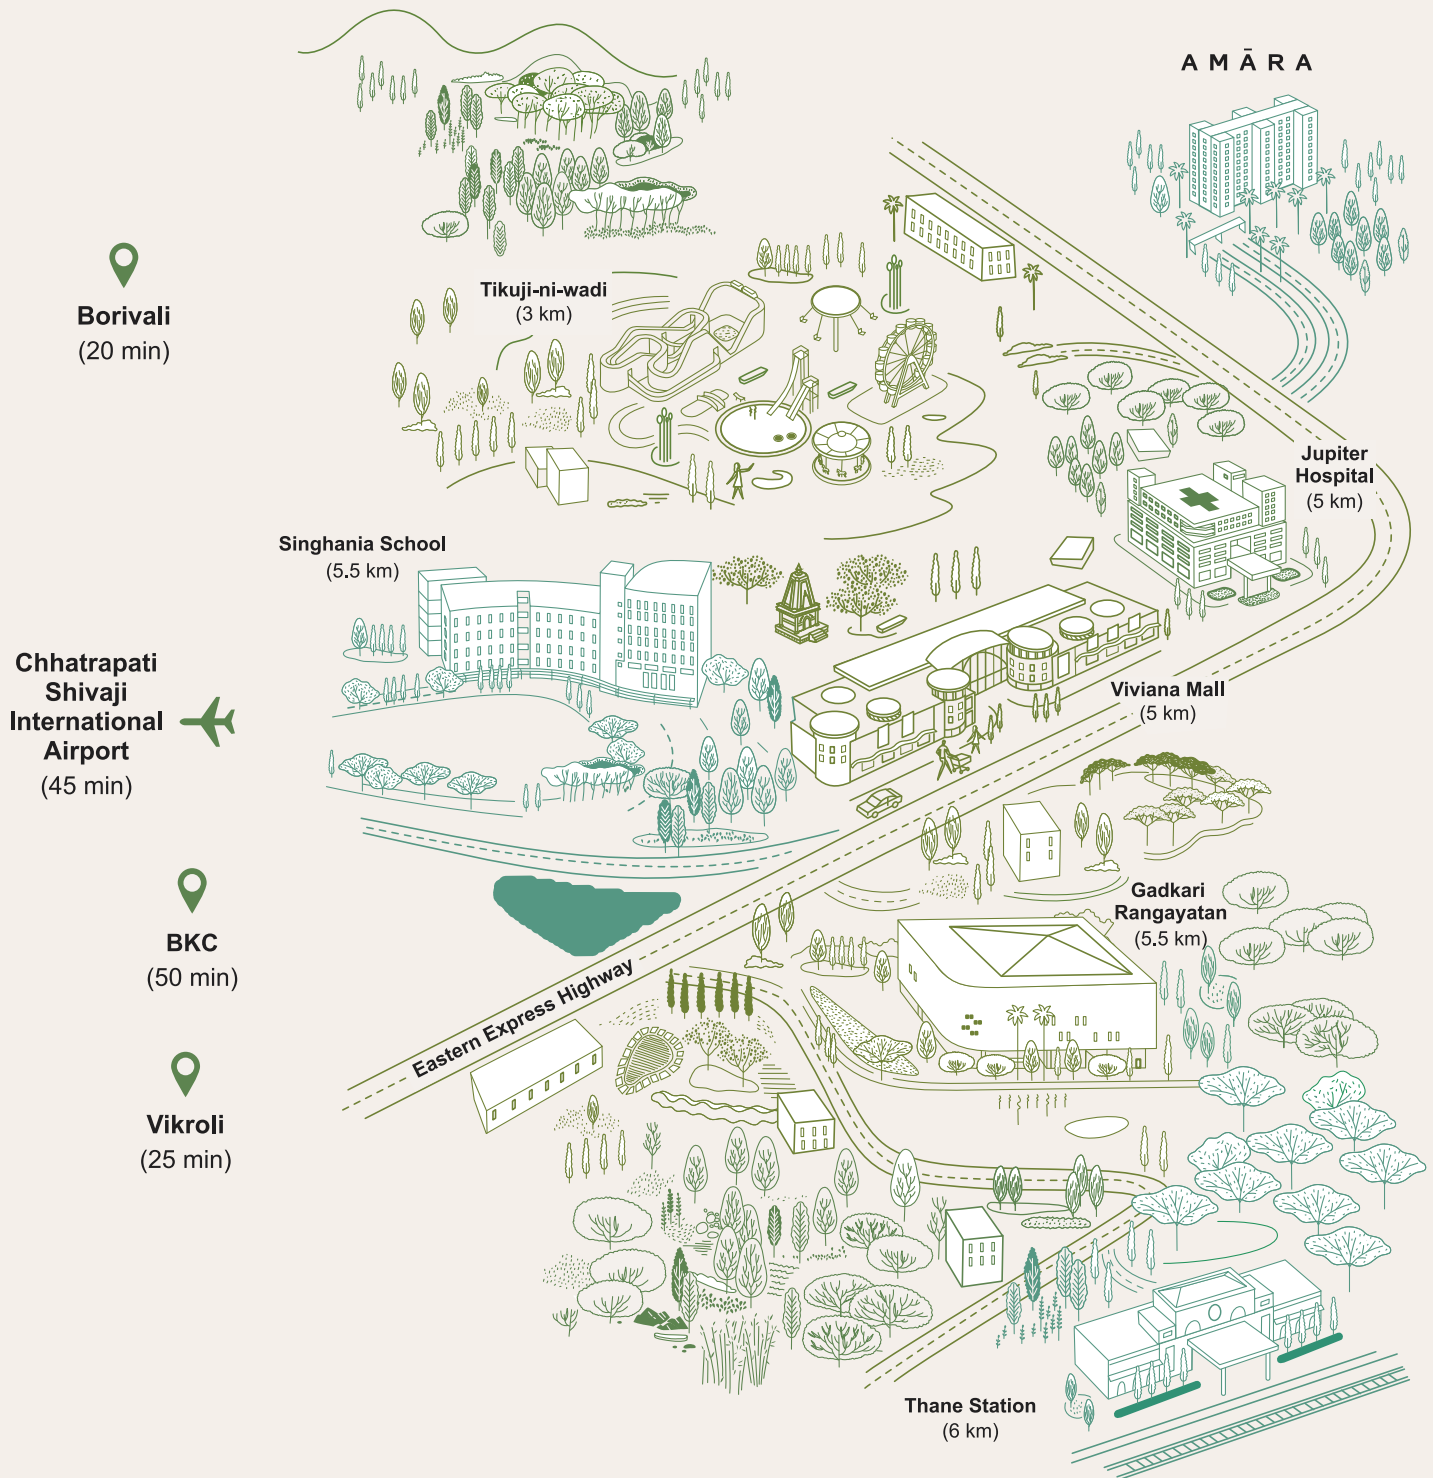 AMĀRA
Borivali
(20 min)
Tikuji-ni-wadi
(3 km)
Jupiter
Hospital
(5 km)
Singhania School
(5.5 km)
Chhatrapati
Shivaji
International
Airport
(45 min)
Viviana Mall
(5 km)
BKC
(50 min)
Gadkari
Rangayatan
(5.5 km)
Eastern Express Highway
Vikroli
(25 min)
Thane Station
(6 km)